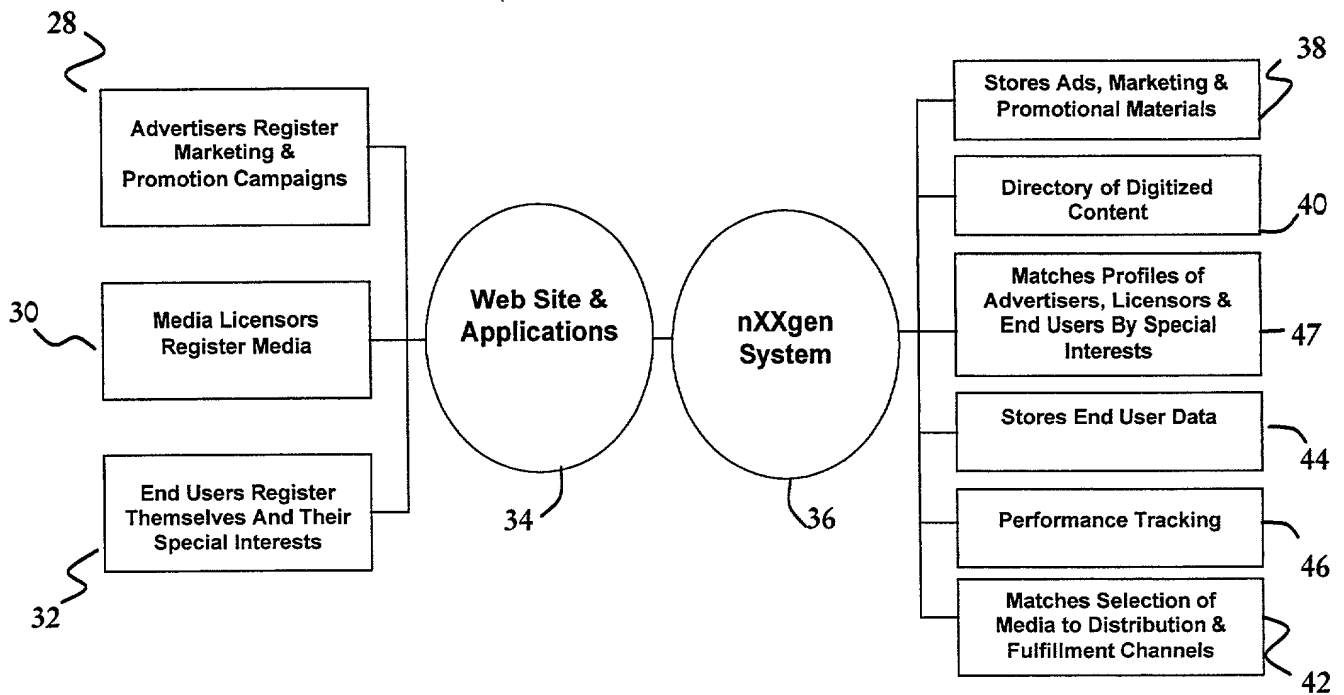 28
Advertisers Register
Marketing &
Promotion Campaigns
30
Media Licensors
Register Media
End Users Register
Themselves And Their
Special Interests
32
Web Site &
Applications
34
nXXgen
System
36
38
Stores Ads, Marketing &
Promotional Materials
Directory of Digitized
Content
40
Matches Profiles of
Advertisers, Licensors &
End Users By Special
Interests
47
Stores End User Data
44
Performance Tracking
46
Matches Selection of
Media to Distribution &
Fulfillment Channels
42